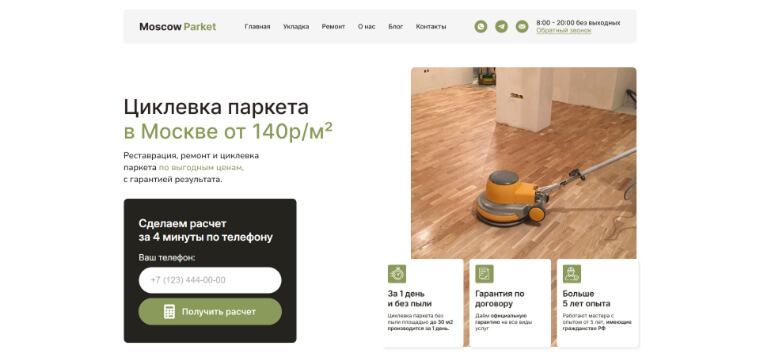 Moscow Parket
Главная Укладка Ремонт О нас Блог Контакты
8:00 - 20:00 без выходных
Обратный звонок
Циклевка паркета
в Москве от 140р/м²
Реставрация, ремонт и циклевка
паркета по выгодным ценам,
с гарантией результата.
Сделаем расчет
за 4 минуты по телефону
Ваш телефон:
+7 (123) 444-00-00
Получить расчет
За 1 день
и без пыли
Циклевка паркета без
пыли площадью до 30 м2
производится за 1 день.
Гарантия по
договору
Даём официальную
гарантию на все виды
услуг
Больше
5 лет опыта
Работают мастера с
опытом от 5 лет, имеющие
гражданство РФ